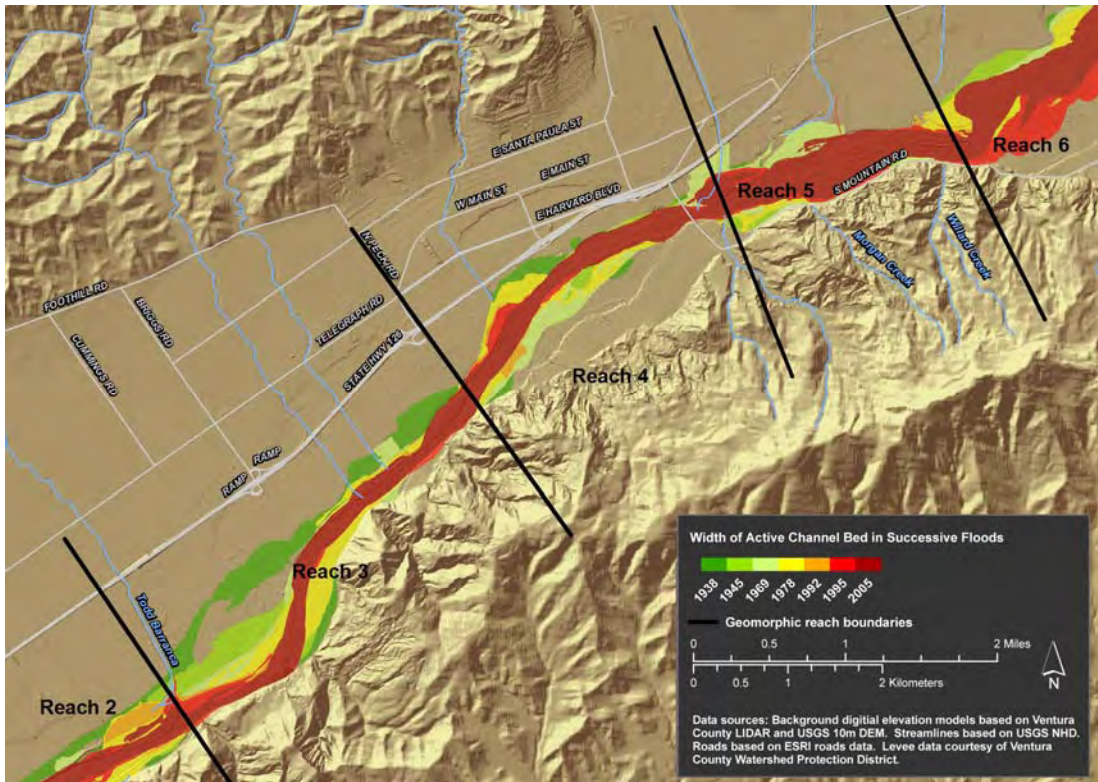 E SANTA PAULA ST
E MAIN ST
W MAIN ST
E HARVARD BLVD
S MOUNTAIN RD
Reach 6
Reach 5
Willard Creek
Morgan Creek
N PECK RD
FOOTHILL RD
BRIGGS RD
TELEGRAPH RD
CUMMINGS RD
STATE HWY 126
Reach 4
RAMP
RAMP
Reach 3
Todd Barranca
Reach 2
Width of Active Channel Bed in Successive Floods
1938 1945 1969 1978 1992 1995 2005
Geomorphic reach boundaries
0 0.5 1 2 Miles
0 0.5 1 2 Kilometers
N
Data sources: Background digitial elevation models based on Ventura
County LIDAR and USGS 10m DEM. Streamlines based on USGS NHD.
Roads based on ESRI roads data. Levee data courtesy of Ventura
County Watershed Protection District.